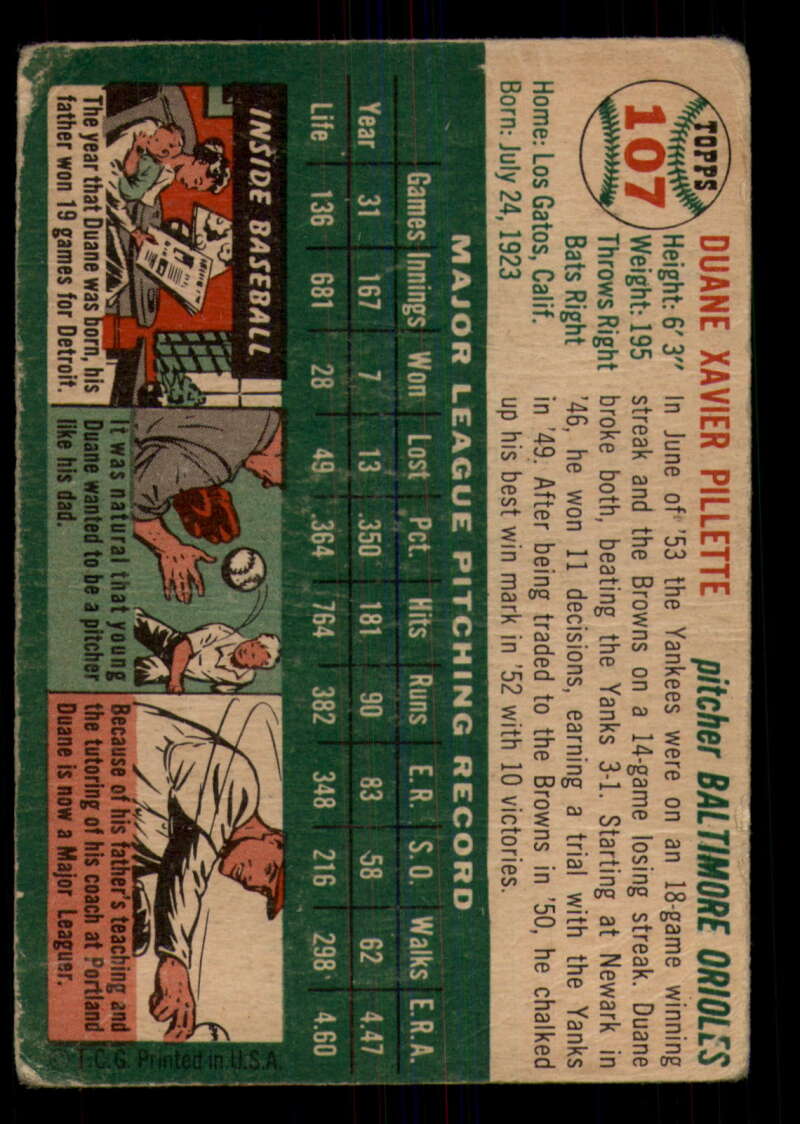 TOPPS
107
DUANE XAVIER PILLETTE
pitcher BALTIMORE ORIOLES
Height: 6' 3"
Weight: 195
Throws Right
Bats Right
Home: Los Gatos, Calif.
Born: July 24, 1923
In June of '53 the Yankees were on an 18-game winning
streak and the Browns on a 14-game losing streak. Duane
broke both, beating the Yanks 3-1. Starting at Newark in
'46, he won 11 decisions, earning a trial with the Yanks
in '49. After being traded to the Browns in '50, he chalked
up his best win mark in '52 with 10 victories.
MAJOR LEAGUE PITCHING RECORD
Games Innings Won Lost Pct. Hits Runs E.R. S.O. Walks E.R.A.
Year 31 167 7 13 .350 181 90 83 58 62 4.47
Life 136 681 28 49 .364 764 382 348 216 298 4.60
INSIDE BASEBALL
The year that Duane was born, his
father won 19 games for Detroit.
It was natural that young
Duane wanted to be a pitcher
like his dad.
Because of his father's teaching and
the tutoring of his coach at Portland
Duane is now a Major Leaguer.
© T.C.G. Printed in U.S.A.